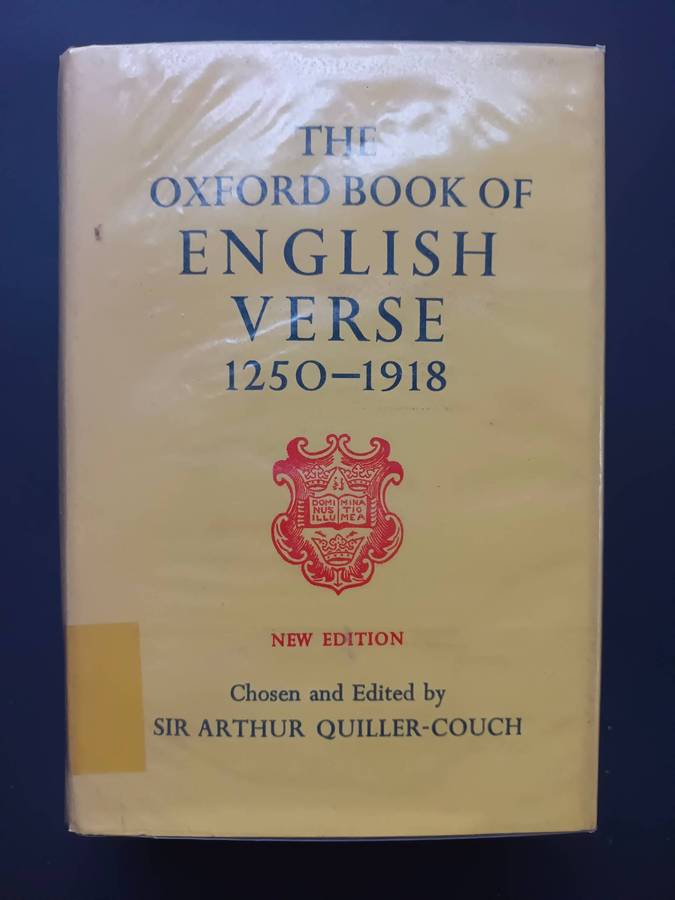 THE
OXFORD BOOK OF
ENGLISH
VERSE
1250–1918
DOMI MINA
NUS TIO
ILLU MEA
NEW EDITION
Chosen and Edited by
SIR ARTHUR QUILLER-COUCH